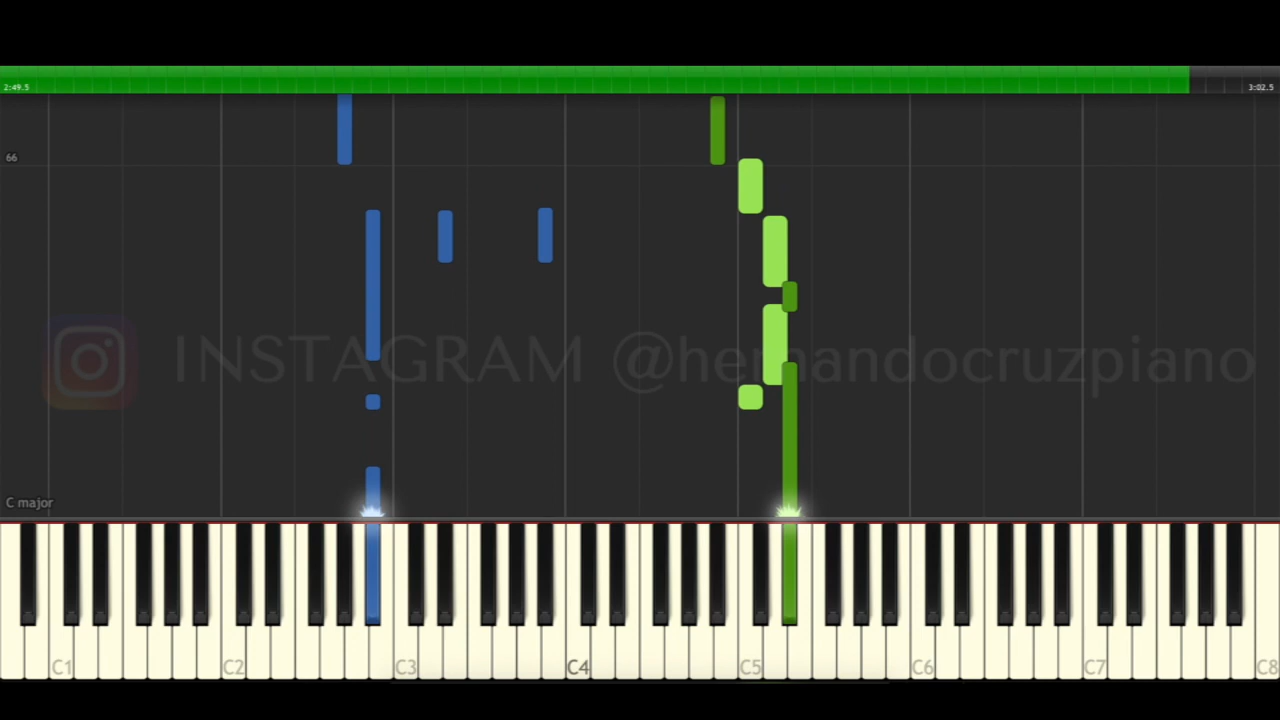 2:49.5
3:02.5
66
INSTAGRAM @hernandocruzpiano
C major
C1 C2 C3 C4 C5 C6 C7 C8